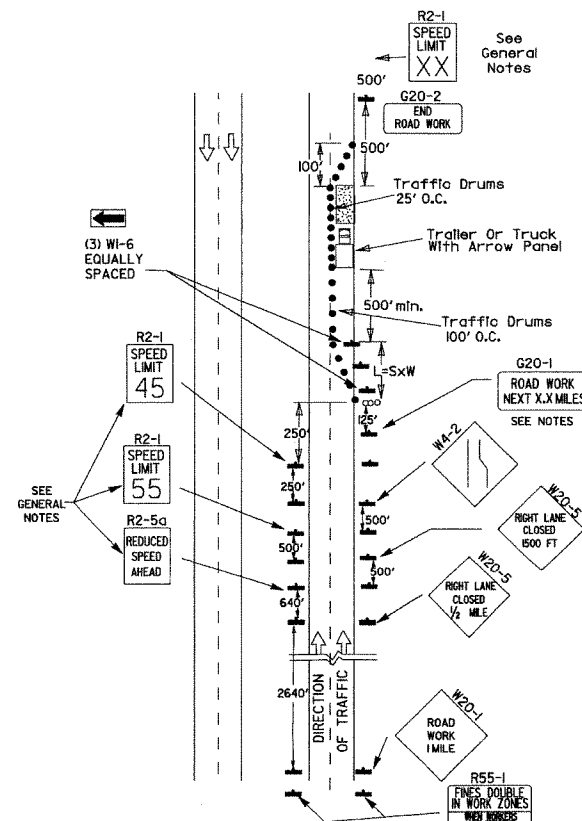 R2-1
SPEED
LIMIT
XX
See
General
Notes
500'
G20-2
END
ROAD WORK
500'
100'
Traffic Drums
25' O.C.
Trailer Or Truck
With Arrow Panel
(3) W1-6
EQUALLY
SPACED
500' min.
Traffic Drums
100' O.C.
R2-1
SPEED
LIMIT
45
L=SxW
G20-1
ROAD WORK
NEXT X.X MILES
SEE NOTES
125'
250'
R2-1
SPEED
LIMIT
55
250'
W4-2
SEE
GENERAL
NOTES
500'
500'
W20-5
RIGHT LANE
CLOSED
1500 FT
R2-5a
REDUCED
SPEED
AHEAD
500'
640'
W20-5
RIGHT LANE
CLOSED
1/2 MILE
2640'
DIRECTION
OF TRAFFIC
W20-1
ROAD
WORK
1 MILE
R55-1
FINES DOUBLE
IN WORK ZONES
WHEN WORKERS